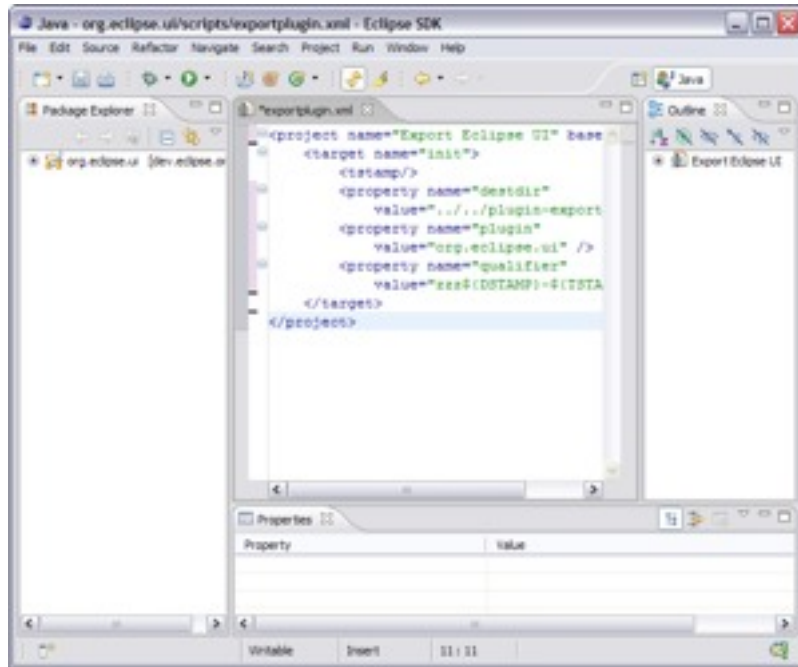 Java - org.eclipse.ui/scripts/exportplugin.xml - Eclipse SDK
File Edit Source Refactor Navigate Search Project Run Window Help
Java
Package Explorer
*exportplugin.xml
Outline
org.eclipse.ui [dev.eclipse.or
Export Eclipse UI
<project name="Export Eclipse UI" base
<target name="init">
<tstamp/>
<property name="destdir"
value="../../plugin-export
<property name="plugin"
value="org.eclipse.ui" />
<property name="qualifier"
value="zzz${DSTAMP}-${TSTA
</target>
</project>
Properties
Property Value
Writable Insert 11 : 11